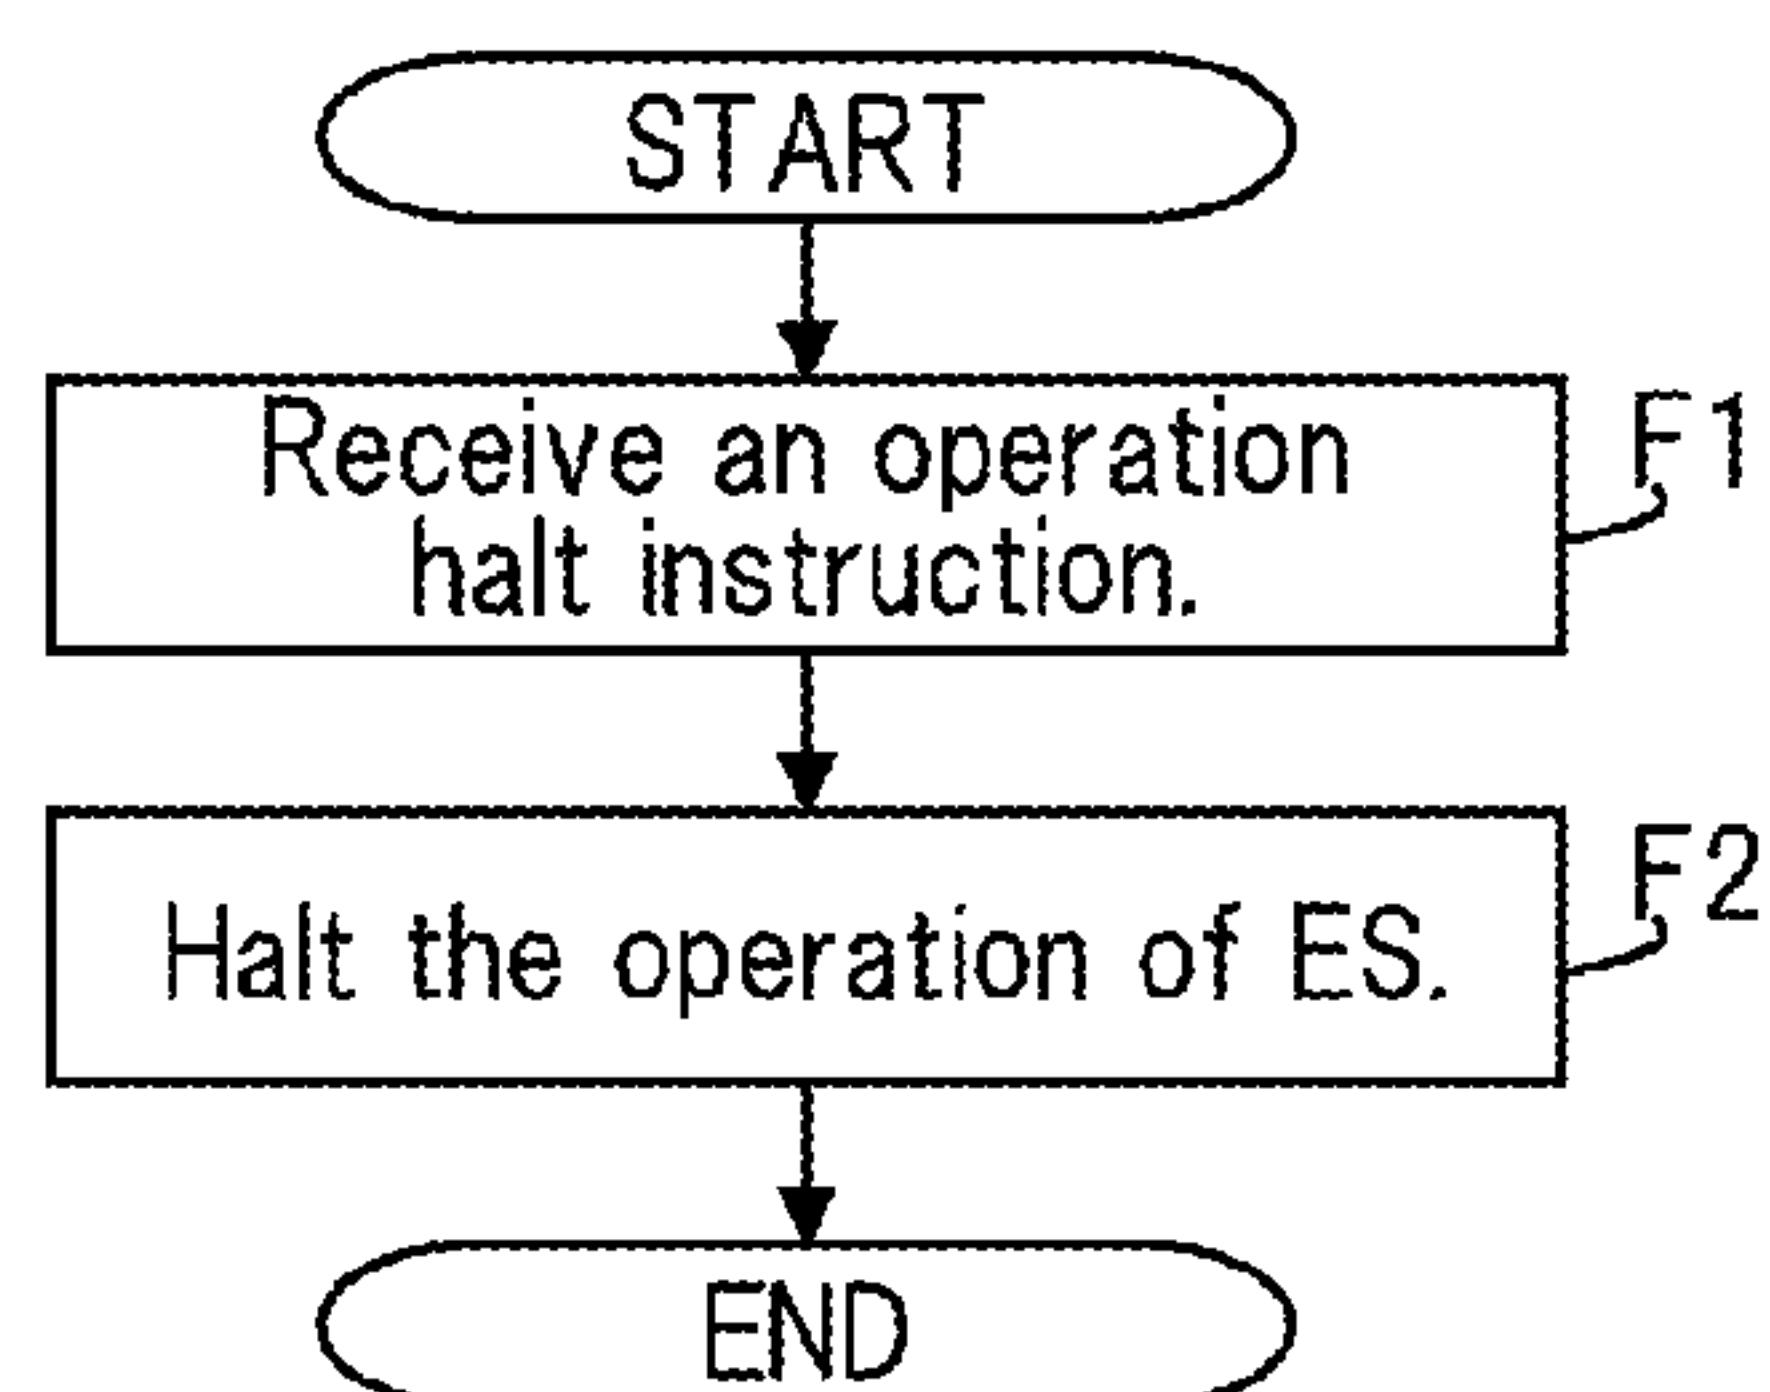 START
Receive an operation
halt instruction.
F1
Halt the operation of ES.
F2
END